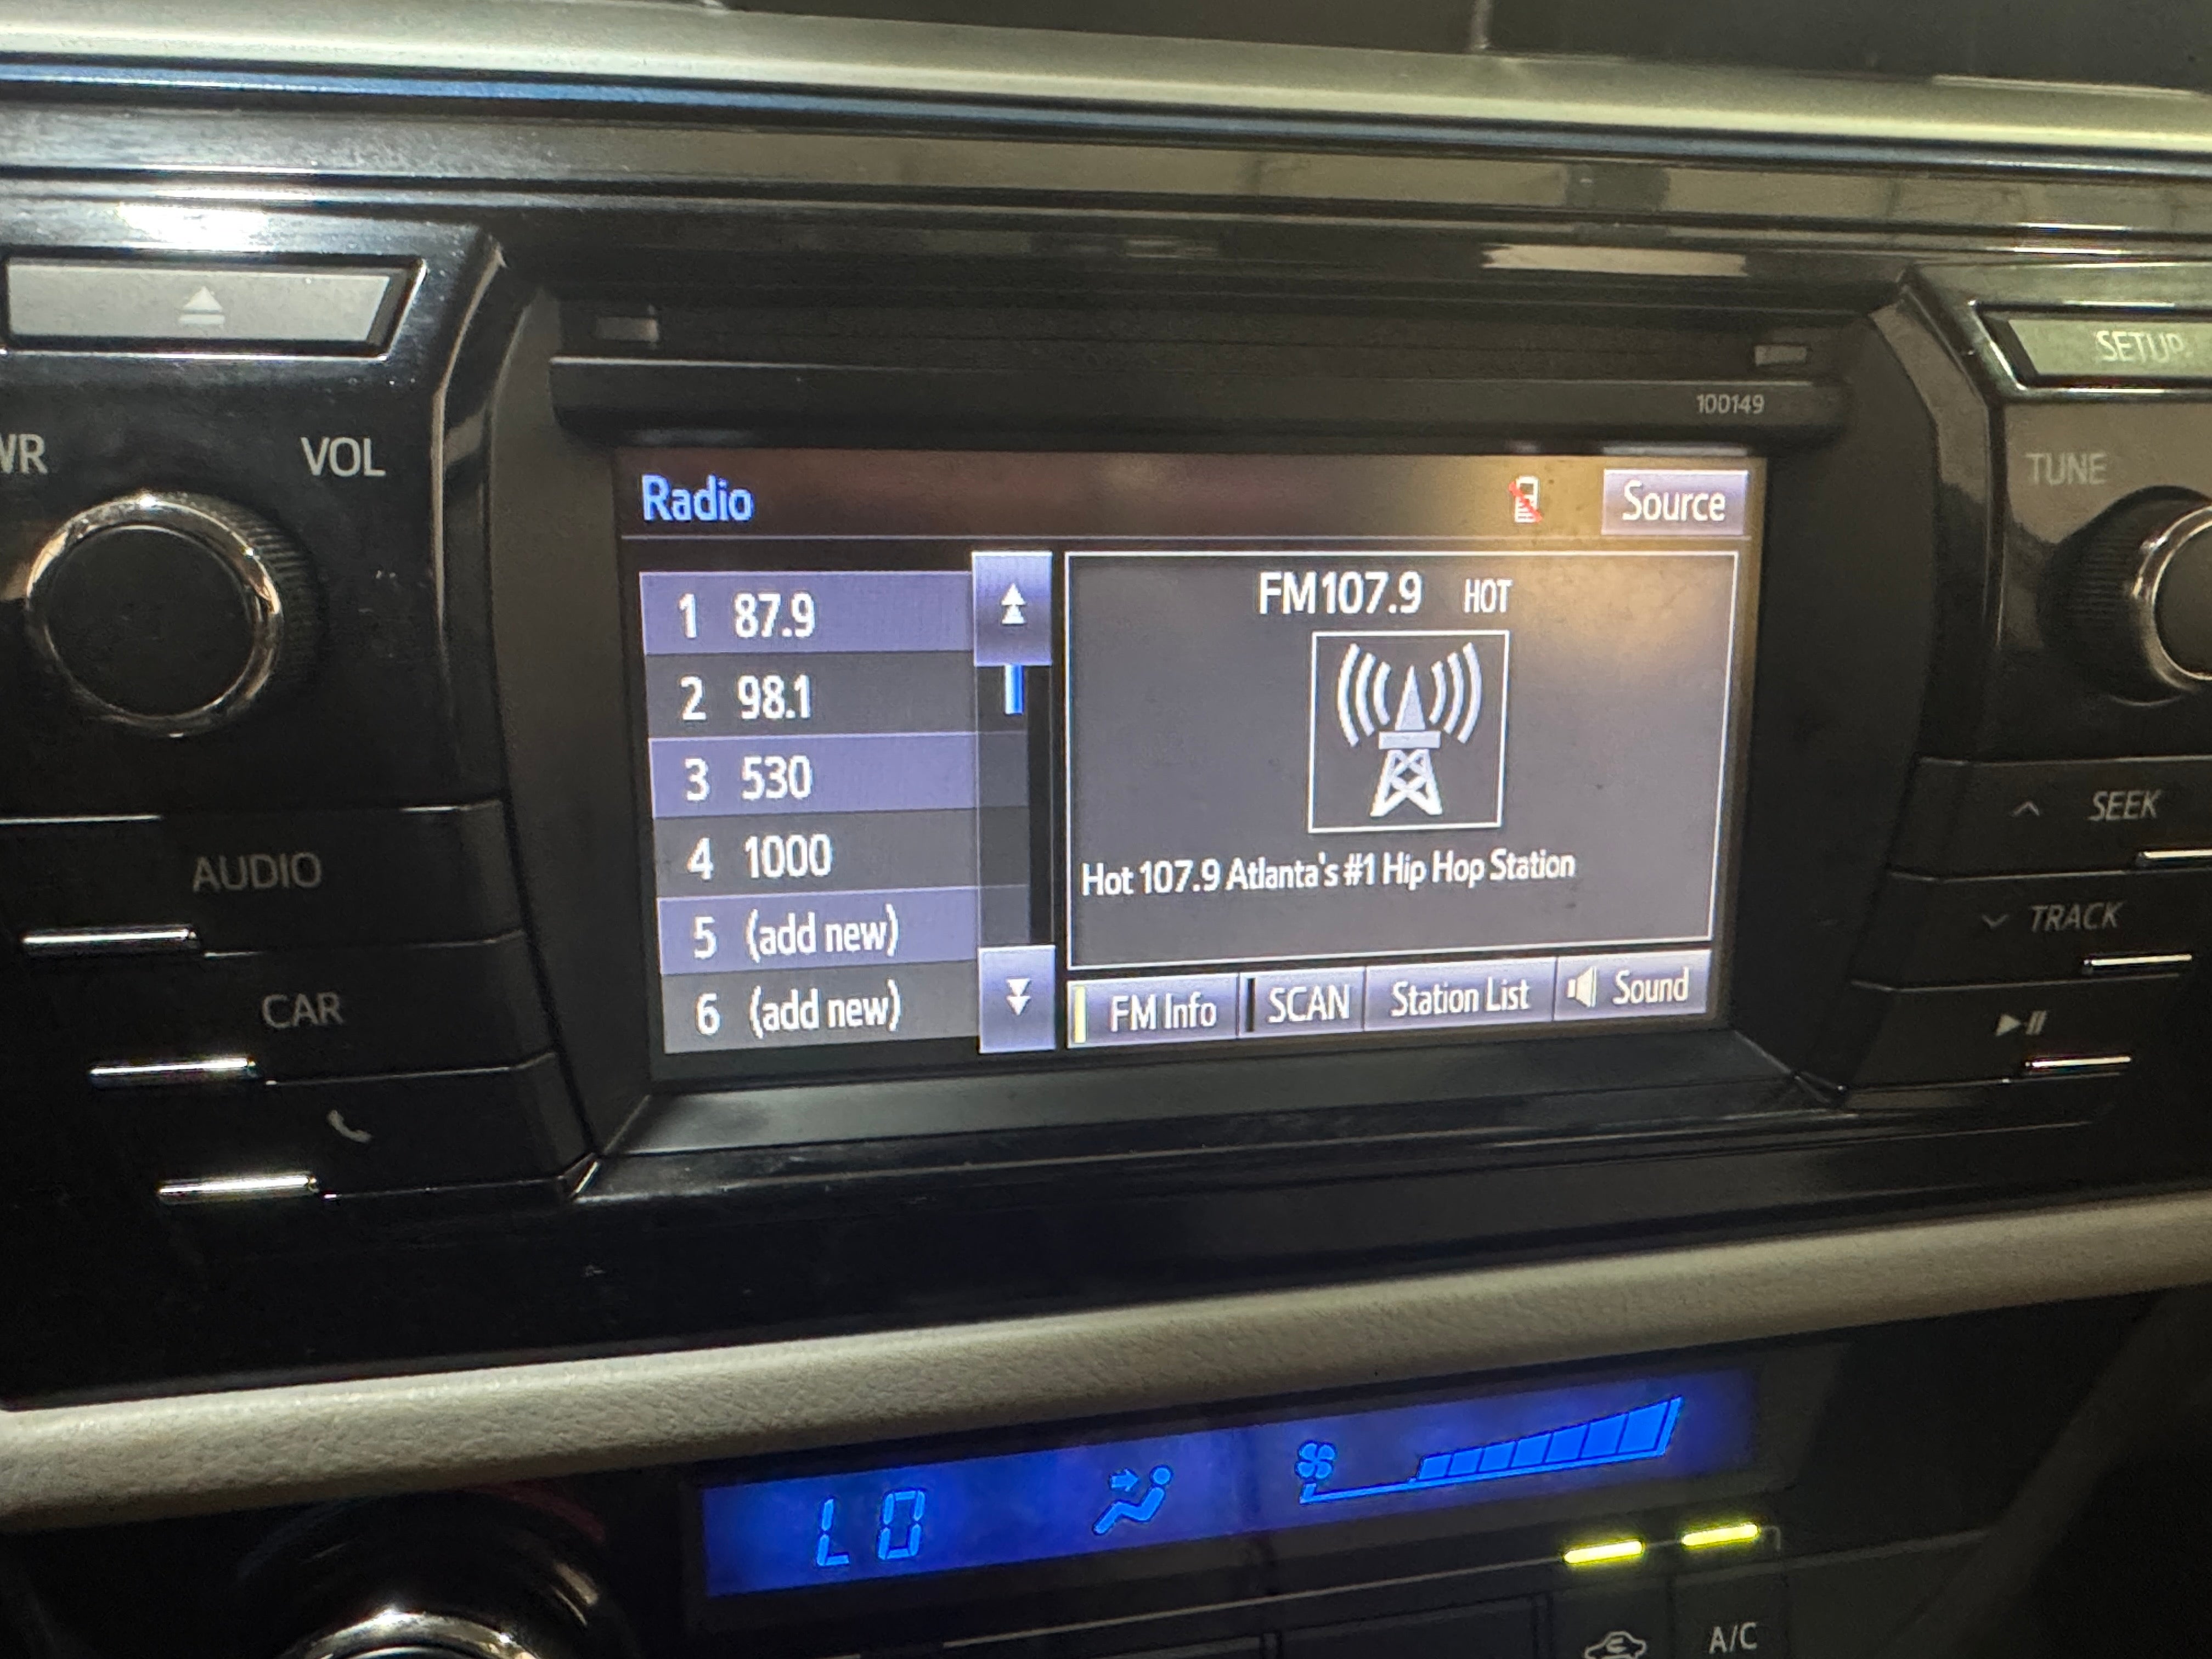 SETUP
100149
WR VOL
TUNE
Radio
Source
1 87.9
2 98.1
3 530
4 1000
5 (add new)
6 (add new)
FM107.9 HOT
Hot 107.9 Atlanta's #1 Hip Hop Station
FM Info SCAN Station List Sound
AUDIO
CAR
SEEK
TRACK
LO
A/C